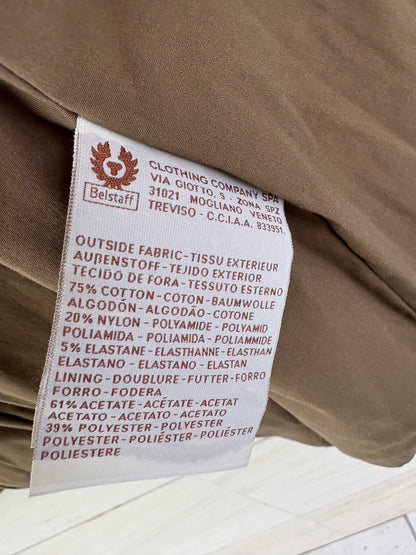 Belstaff
CLOTHING COMPANY SPA
VIA GIOTTO, 5 - ZONA SPZ
31021 MOGLIANO VENETO
TREVISO - C.C.I.A.A. 833951.
OUTSIDE FABRIC-TISSU EXTERIEUR
AUßENSTOFF-TEJIDO EXTERIOR
TECIDO DE FORA-TESSUTO ESTERNO
75% COTTON-COTON-BAUMWOLLE
ALGODÓN-ALGODÃO-COTONE
20% NYLON-POLYAMIDE-POLYAMID
POLIAMIDA-POLIAMIDA-POLIAMMIDE
5% ELASTANE-ELASTHANNE-ELASTHAN
ELASTANO-ELASTANO-ELASTAN
LINING-DOUBLURE-FUTTER-FORRO
FORRO-FODERA
61% ACETATE-ACÉTATE-ACETAT
ACETATO-ACETATO-ACETATO
39% POLYESTER-POLYESTER
POLYESTER-POLIÉSTER-POLIÉSTER
POLIESTERE